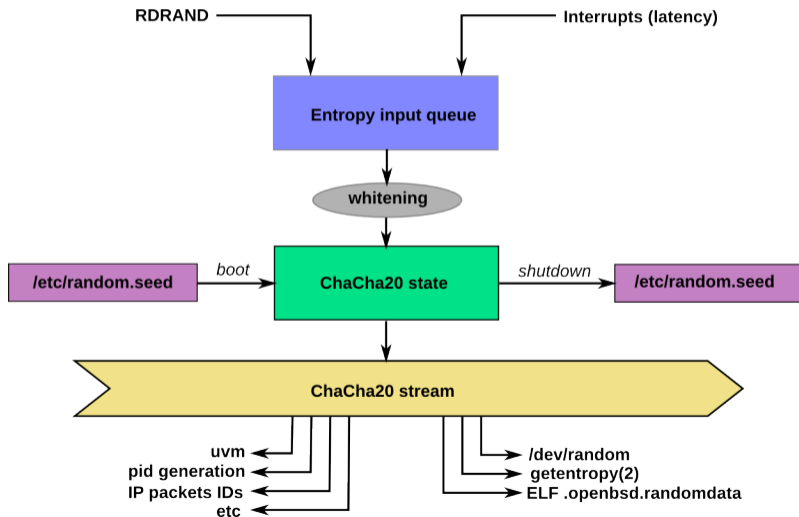 RDRAND
Interrupts (latency)
Entropy input queue
whitening
/etc/random.seed
boot
ChaCha20 state
shutdown
/etc/random.seed
ChaCha20 stream
uvm
pid generation
IP packets IDs
etc
/dev/random
getentropy(2)
ELF .openbsd.randomdata